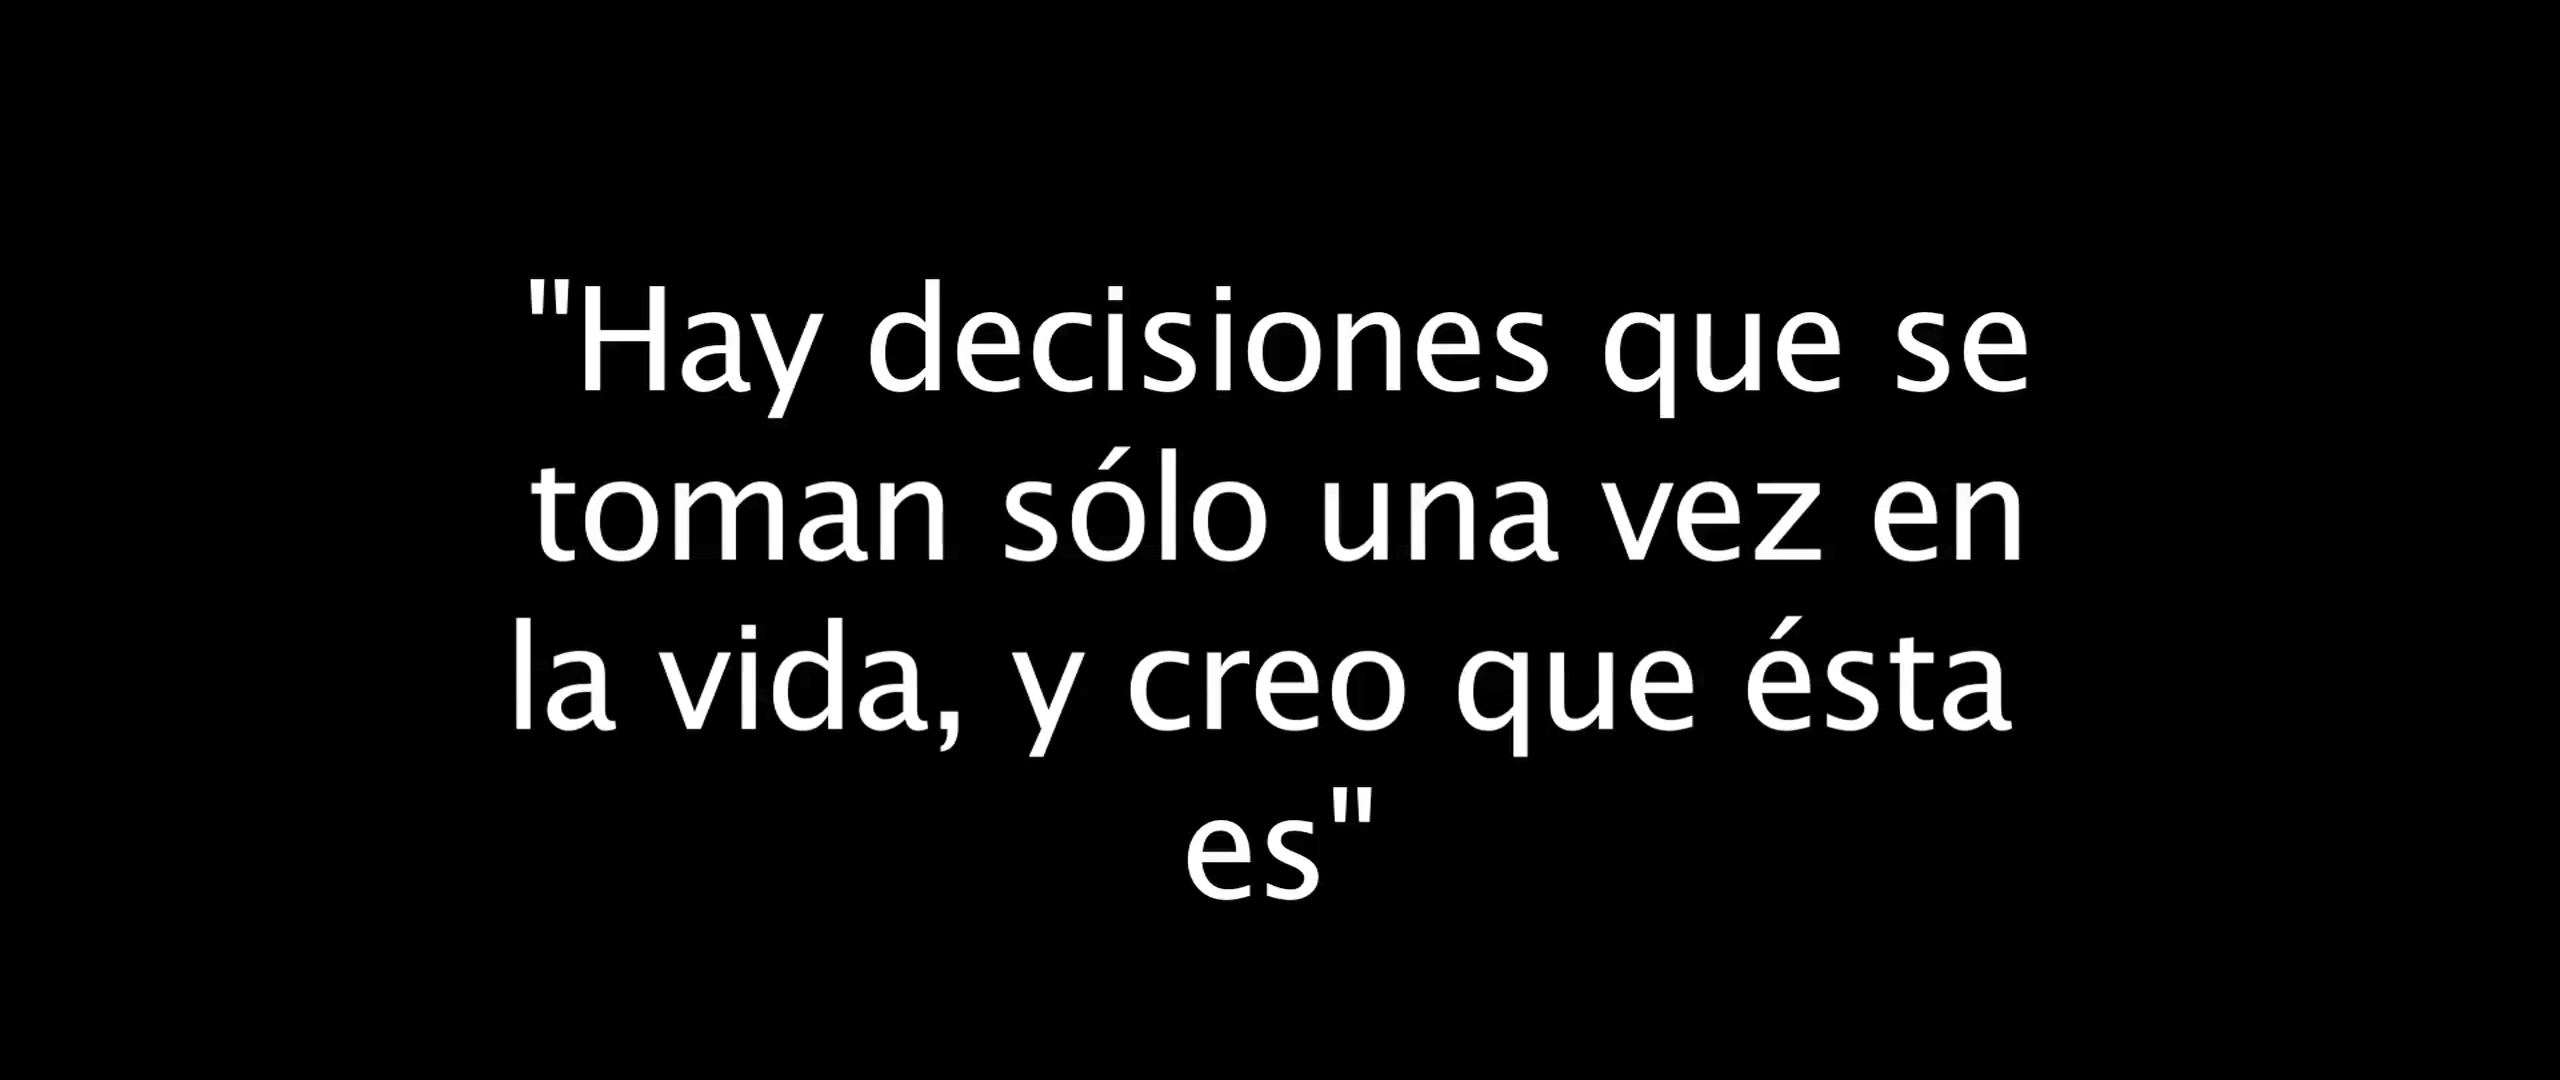 "Hay decisiones que se
toman sólo una vez en
la vida, y creo que ésta
es"